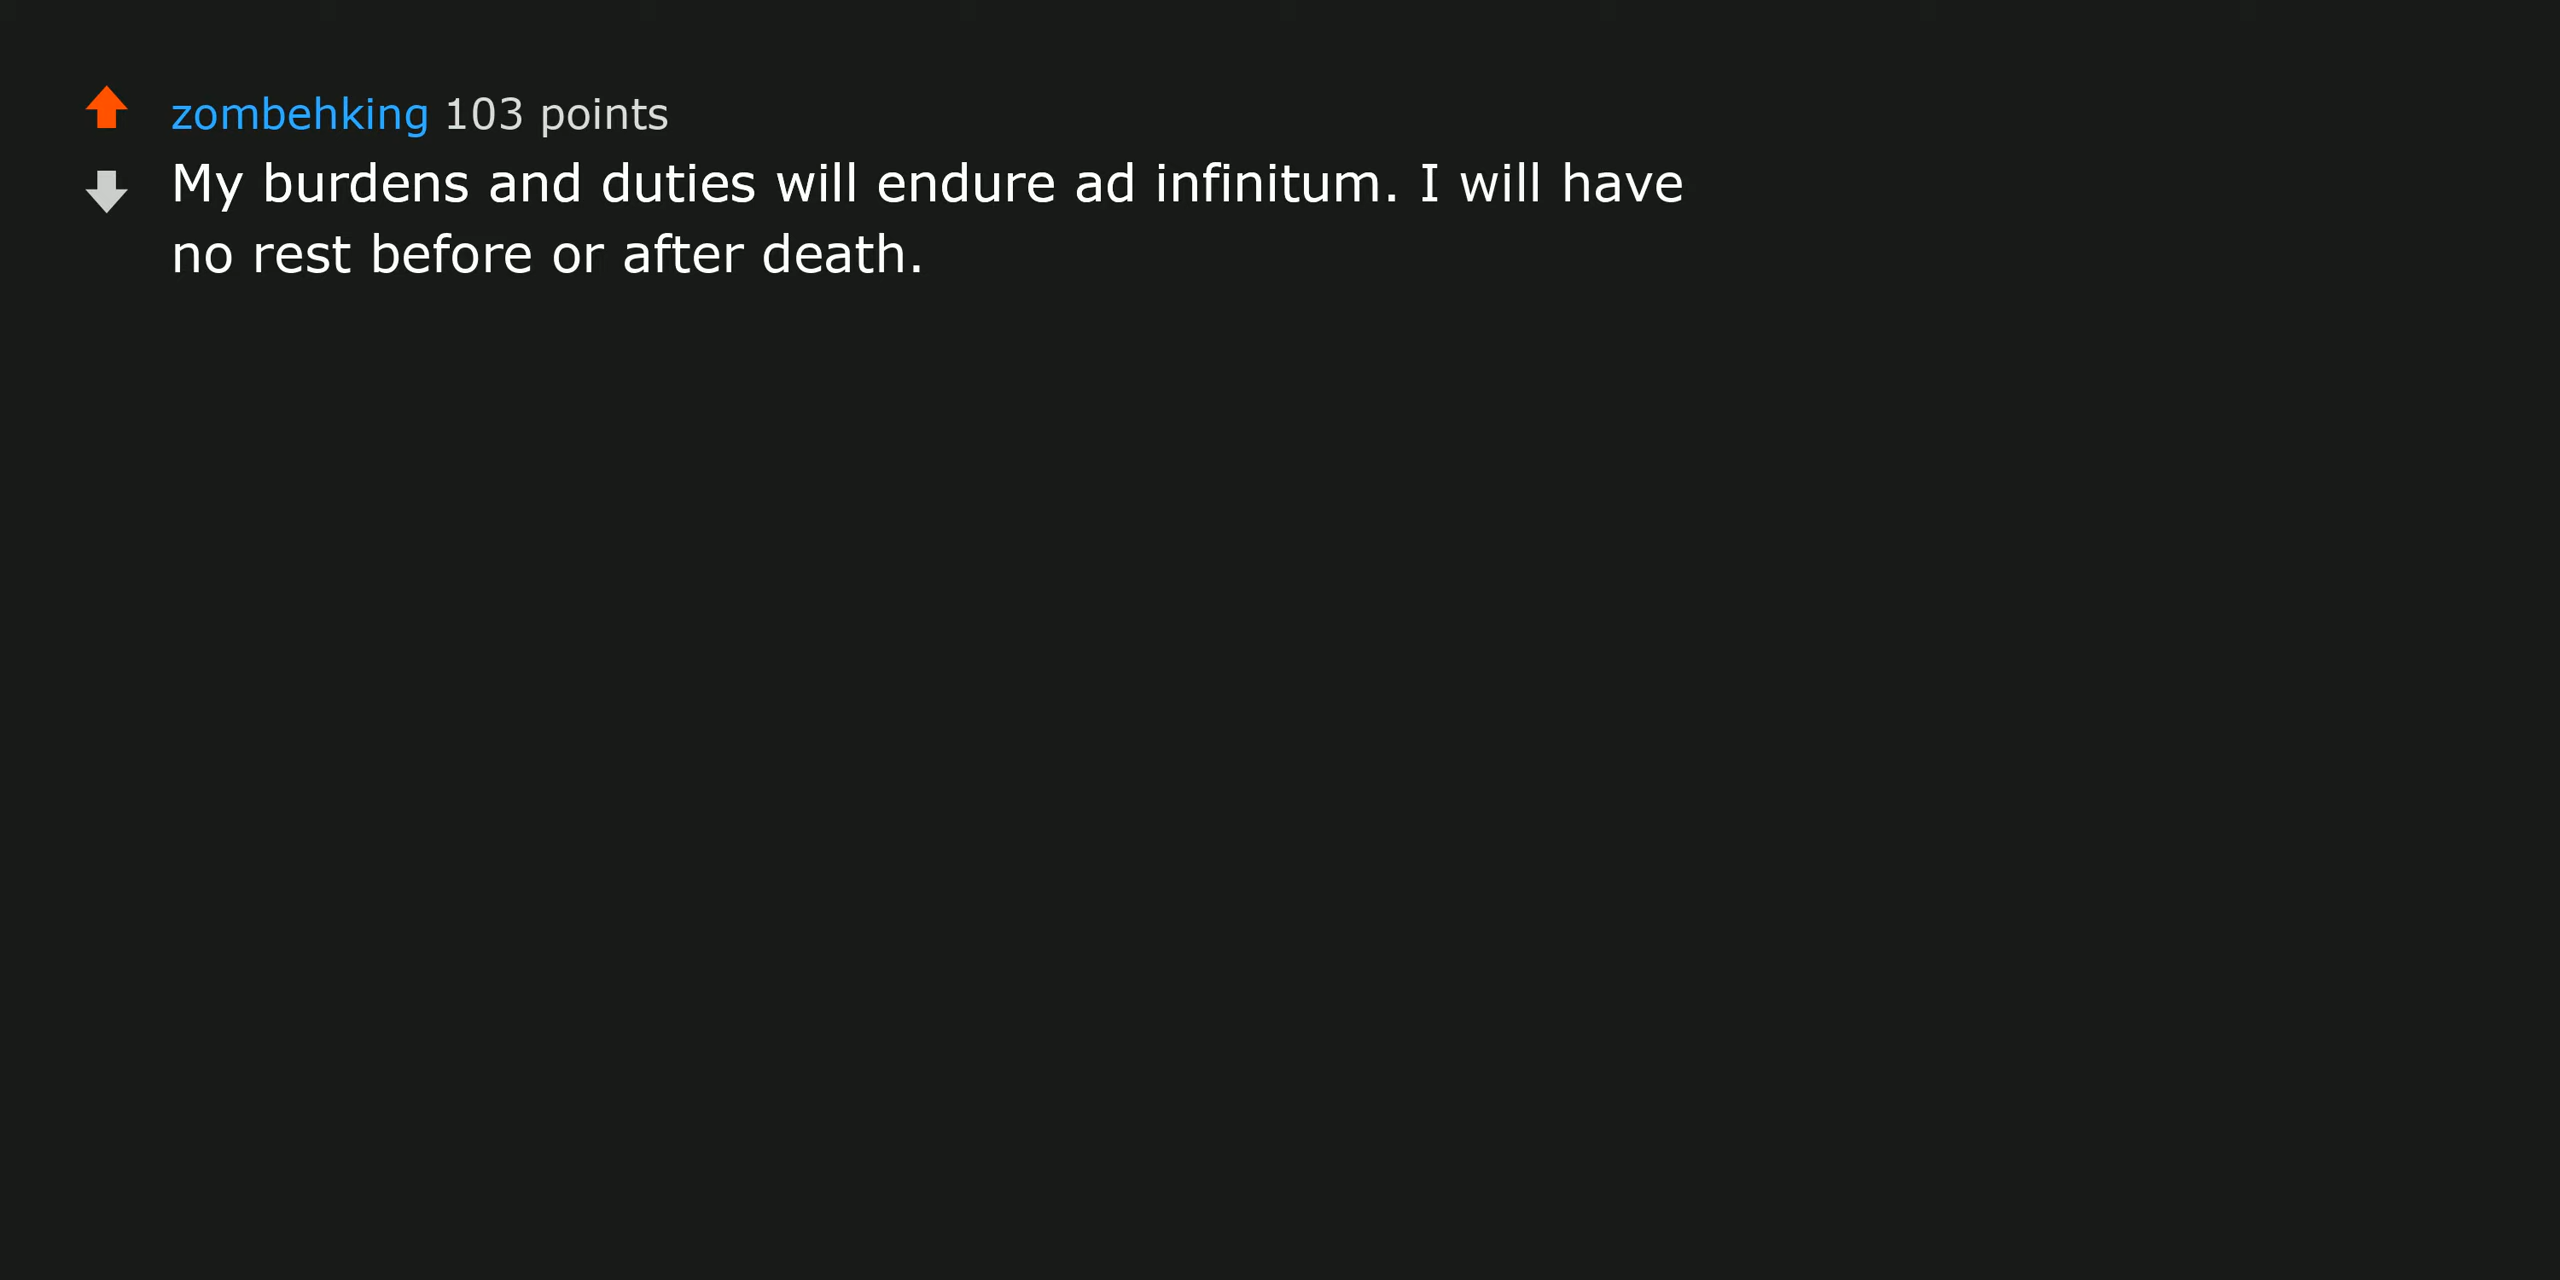 zombehking 103 points
My burdens and duties will endure ad infinitum. I will have
no rest before or after death.